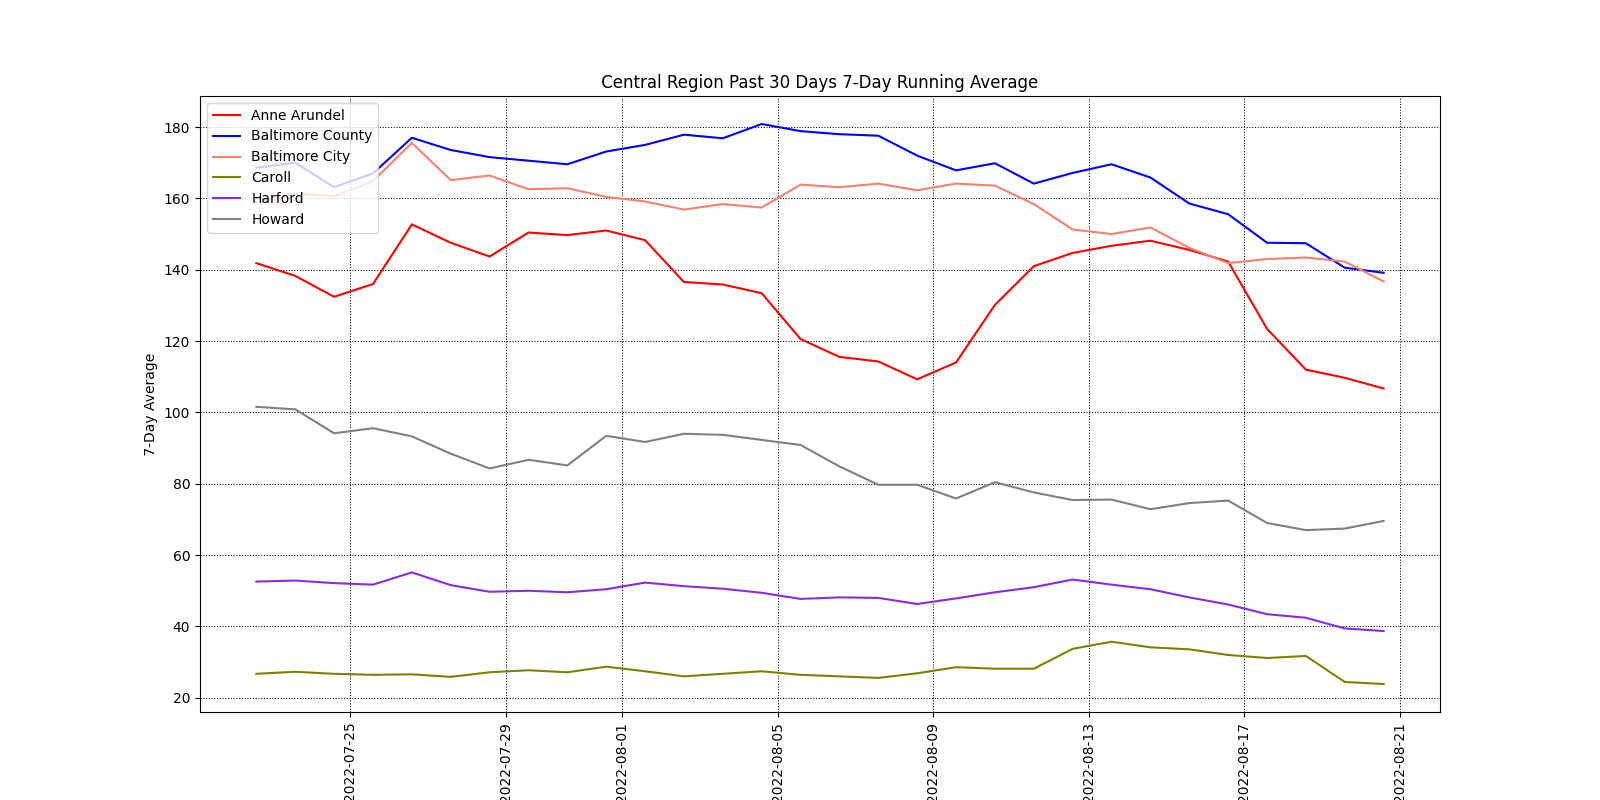 Central Region Past 30 Days 7-Day Running Average
Anne Arundel
Baltimore County
Baltimore City
Caroll
Harford
Howard
7-Day Average
180
160
140
120
100
80
60
40
20
2022-07-25
2022-07-29
2022-08-01
2022-08-05
2022-08-09
2022-08-13
2022-08-17
2022-08-21